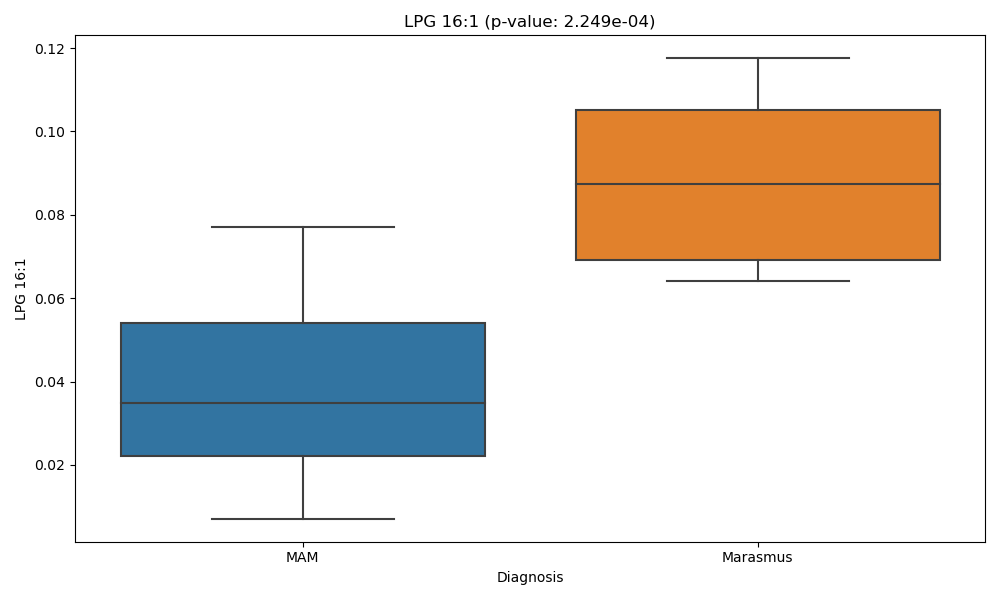 LPG 16:1 (p-value: 2.249e-04)
0.12
0.10
0.08
0.06
0.04
0.02
LPG 16:1
MAM
Marasmus
Diagnosis